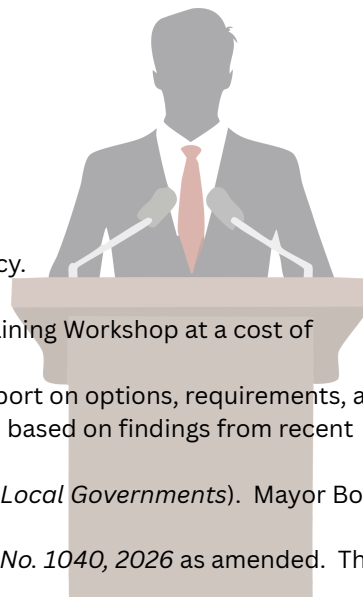 cy.
ining Workshop at a cost of
port on options, requirements, a
based on findings from recent
Local Governments). Mayor Bo
No. 1040, 2026 as amended. Th